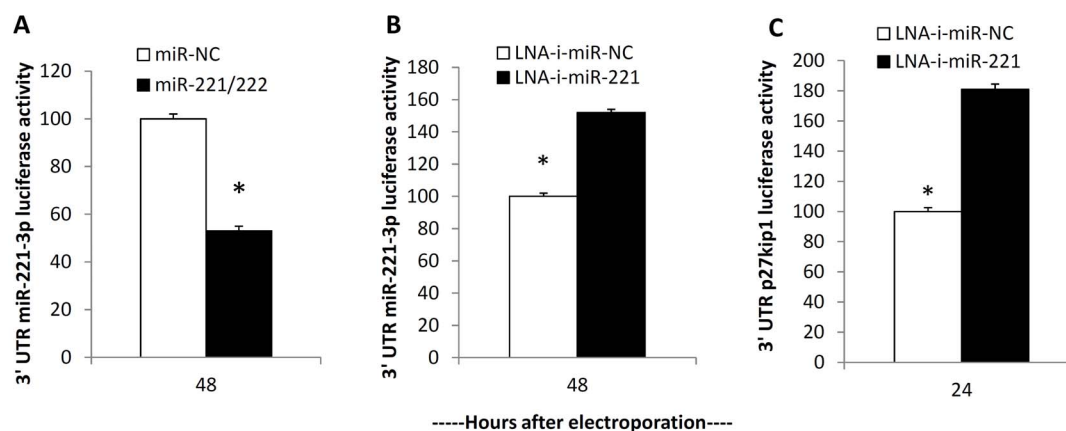 A
miR-NC
miR-221/222
3' UTR miR-221-3p luciferase activity
120
100
80
60
40
20
0
*
48
B
LNA-i-miR-NC
LNA-i-miR-221
3' UTR miR-221-3p luciferase activity
180
160
140
120
100
80
60
40
20
0
*
48
-----Hours after electroporation----
C
LNA-i-miR-NC
LNA-i-miR-221
3' UTR p27kip1 luciferase activity
200
180
160
140
120
100
80
60
40
20
0
*
24